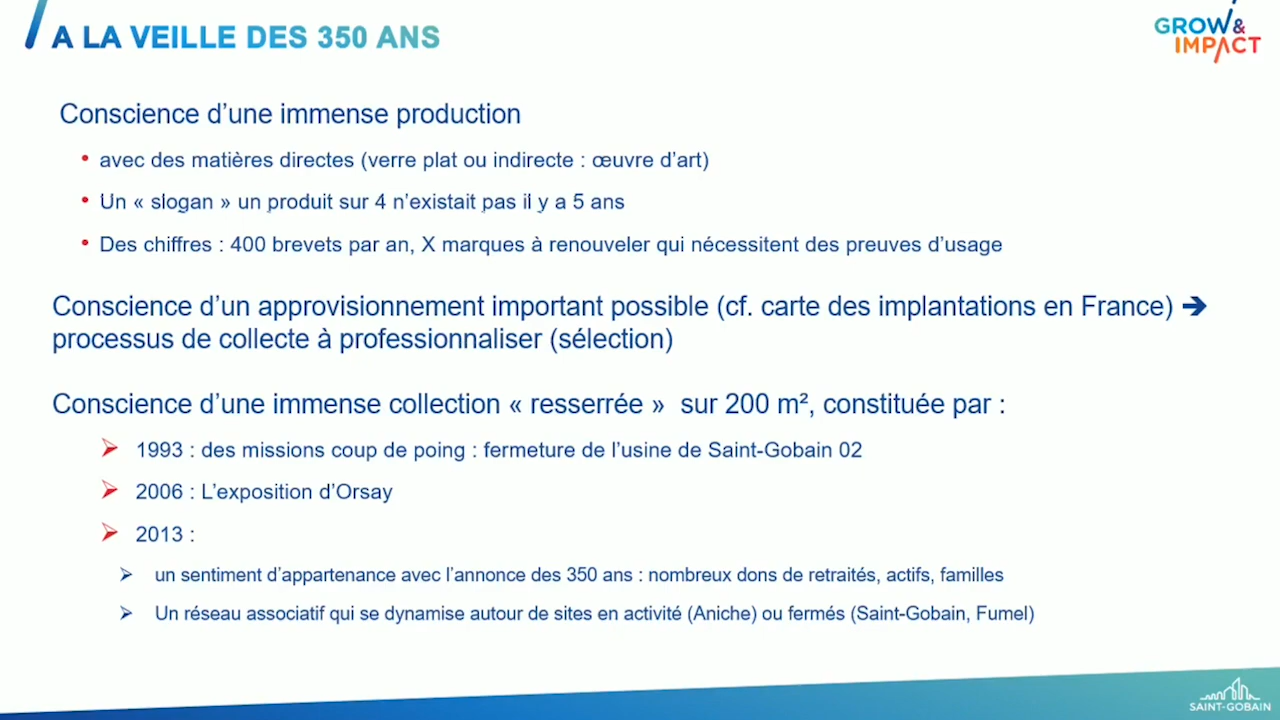 A LA VEILLE DES 350 ANS
GROW&
IMPACT
Conscience d’une immense production
• avec des matières directes (verre plat ou indirecte : œuvre d’art)
• Un « slogan » un produit sur 4 n’existait pas il y a 5 ans
• Des chiffres : 400 brevets par an, X marques à renouveler qui nécessitent des preuves d’usage
Conscience d’un approvisionnement important possible (cf. carte des implantations en France) ➔
processus de collecte à professionnaliser (sélection)
Conscience d’une immense collection « resserrée » sur 200 m², constituée par :
➢ 1993 : des missions coup de poing : fermeture de l’usine de Saint-Gobain 02
➢ 2006 : L’exposition d’Orsay
➢ 2013 :
➢ un sentiment d’appartenance avec l’annonce des 350 ans : nombreux dons de retraités, actifs, familles
➢ Un réseau associatif qui se dynamise autour de sites en activité (Aniche) ou fermés (Saint-Gobain, Fumel)
SAINT-GOBAIN